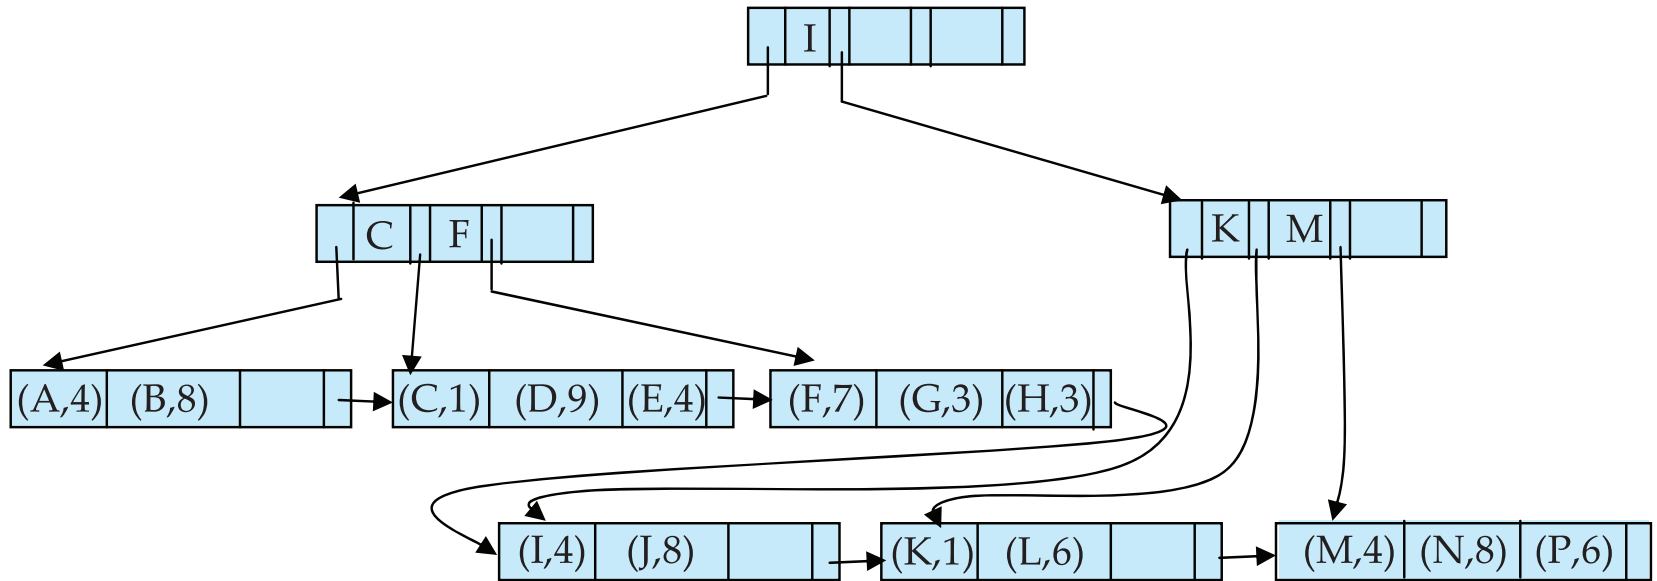 I
C F
K M
(A,4) (B,8)
(C,1) (D,9) (E,4)
(F,7) (G,3) (H,3)
(I,4) (J,8)
(K,1) (L,6)
(M,4) (N,8) (P,6)